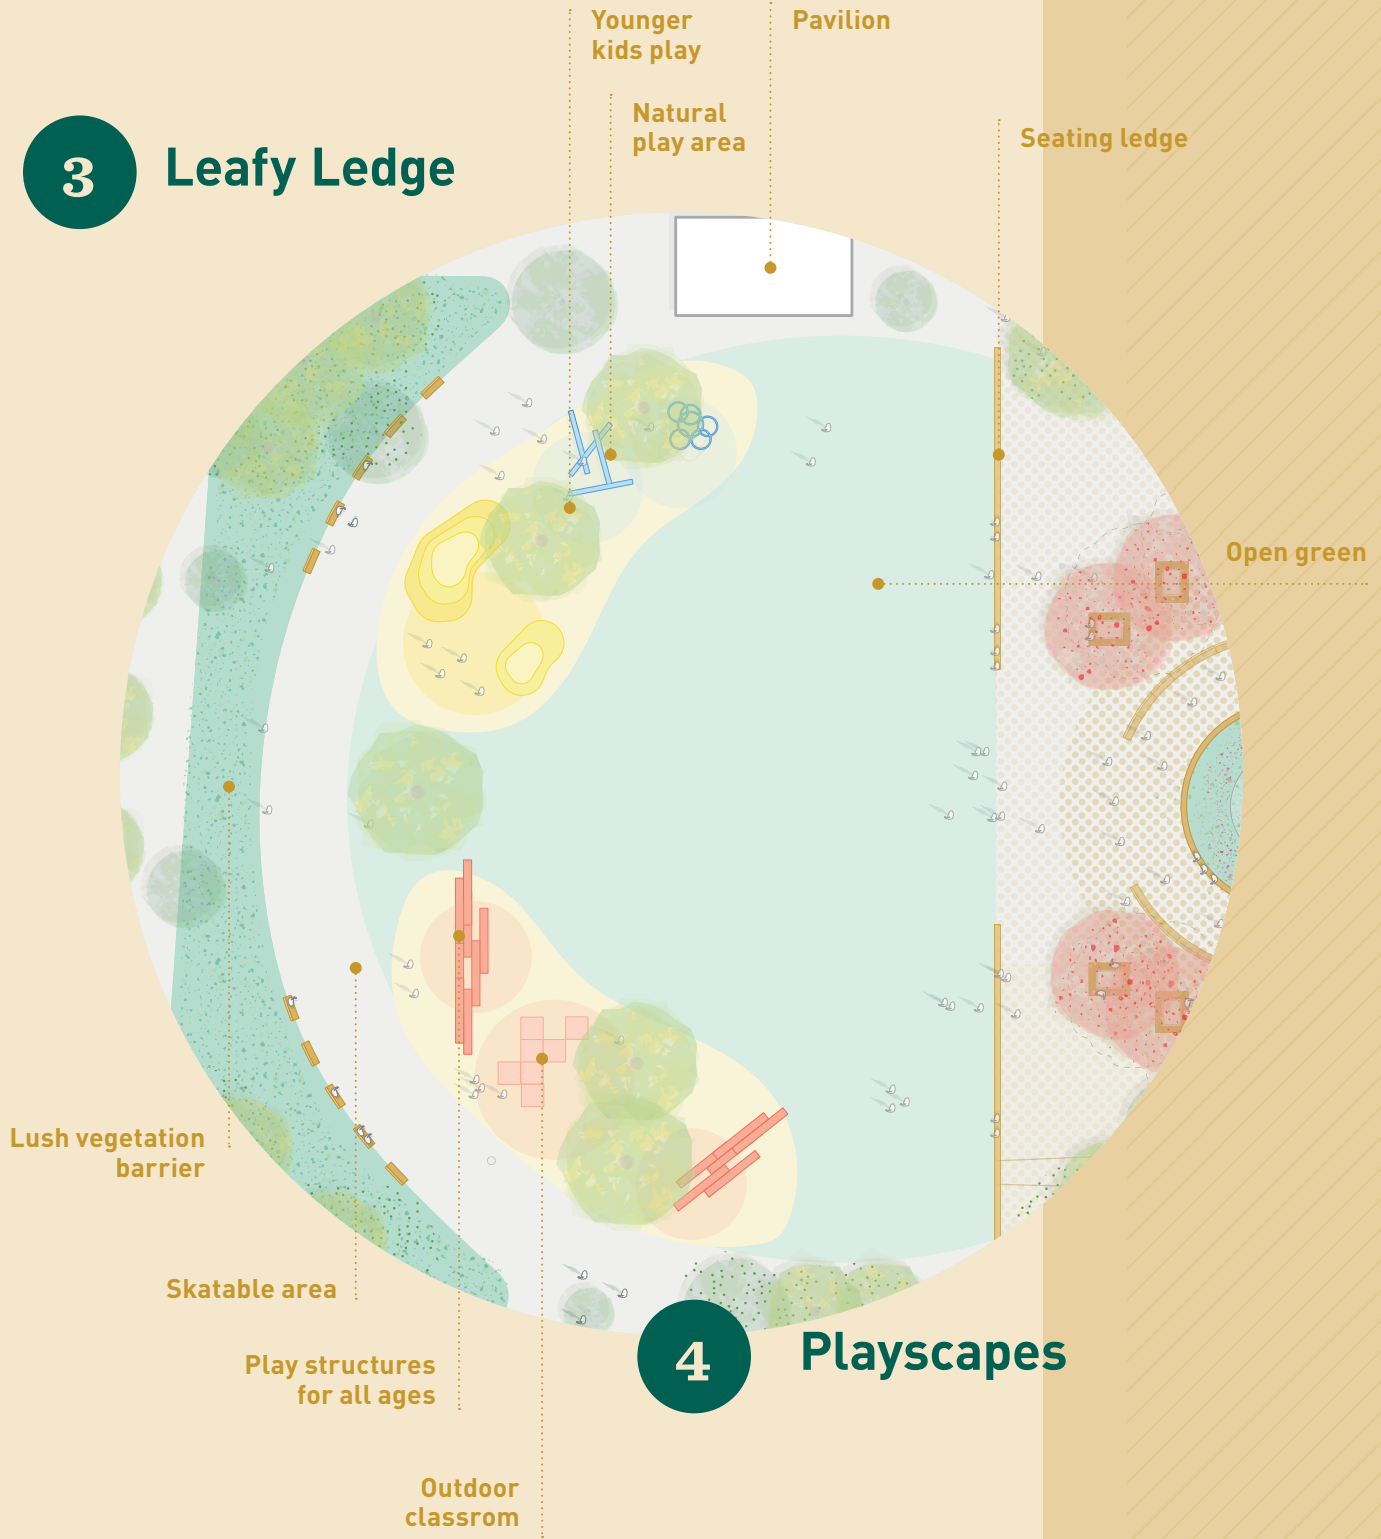 Younger
kids play
Pavilion
Natural
play area
Seating ledge
3
Leafy Ledge
Open green
Lush vegetation
barrier
Skatable area
Play structures
for all ages
4
Playscapes
Outdoor
classrom